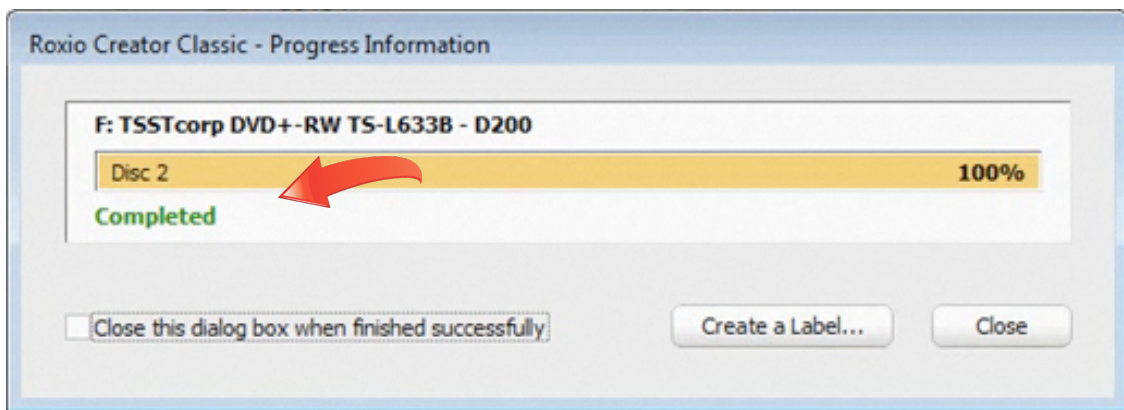 Roxio Creator Classic - Progress Information
F: TSSTcorp DVD+-RW TS-L633B - D200
Disc 2 100%
Completed
Close this dialog box when finished successfully Create a Label... Close